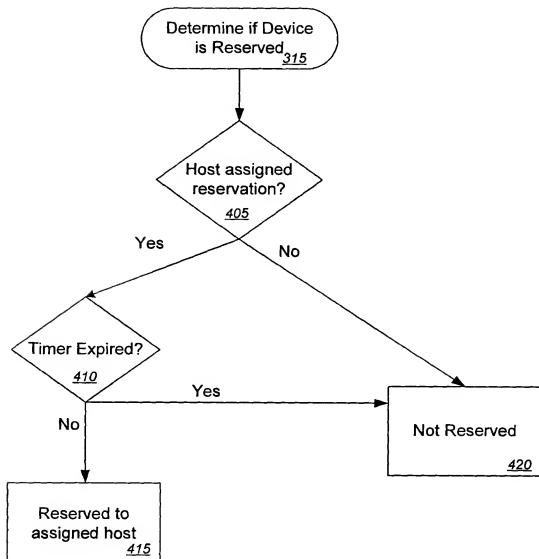 Determine if Device
is Reserved
315
Host assigned
reservation?
405
Yes
No
Timer Expired?
410
Yes
No
Not Reserved
420
Reserved to
assigned host
415